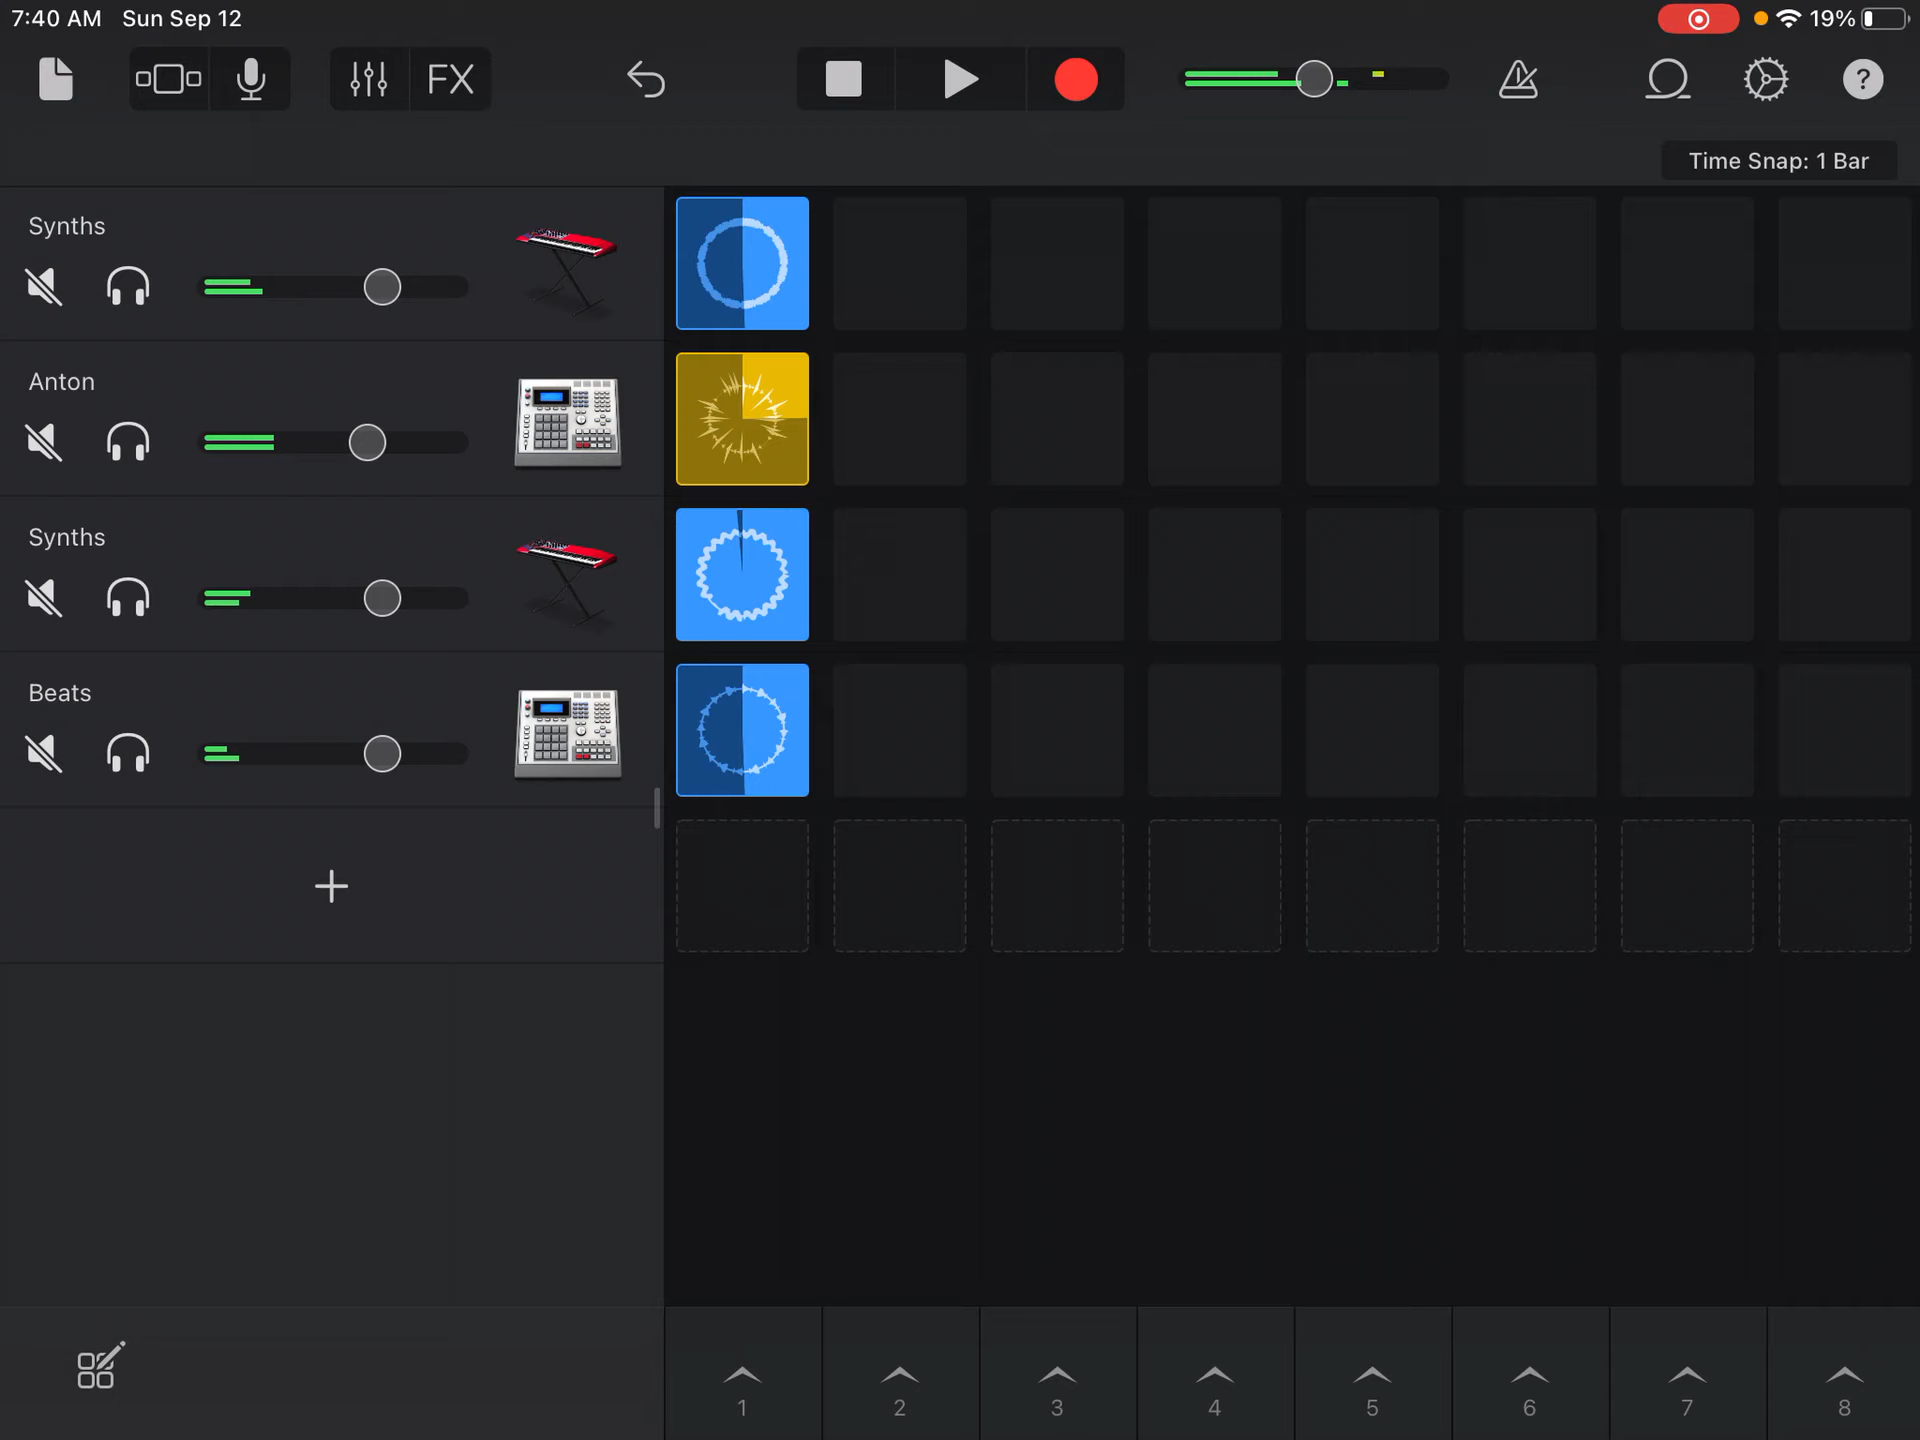 7:40 AM Sun Sep 12
19%
FX
?
Time Snap: 1 Bar
Synths
Anton
Synths
Beats
1 2 3 4 5 6 7 8